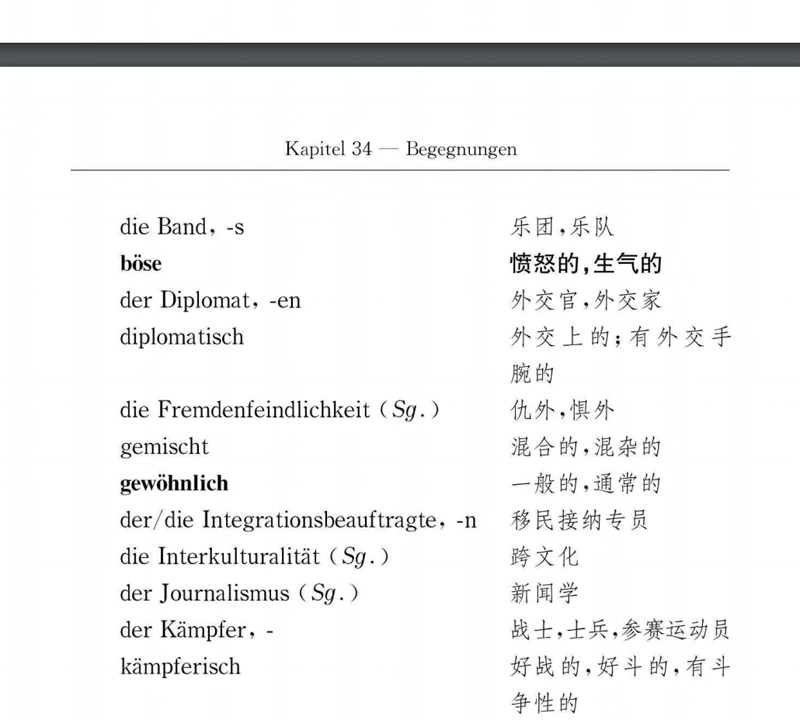 Kapitel 34 — Begegnungen
die Band, -s 乐团,乐队
böse 愤怒的,生气的
der Diplomat, -en 外交官,外交家
diplomatisch 外交上的;有外交手
腕的
die Fremdenfeindlichkeit (Sg.) 仇外,惧外
gemischt 混合的,混杂的
gewöhnlich 一般的,通常的
der/die Integrationsbeauftragte, -n 移民接纳专员
die Interkulturalität (Sg.) 跨文化
der Journalismus (Sg.) 新闻学
der Kämpfer, - 战士,士兵,参赛运动员
kämpferisch 好战的,好斗的,有斗
争性的